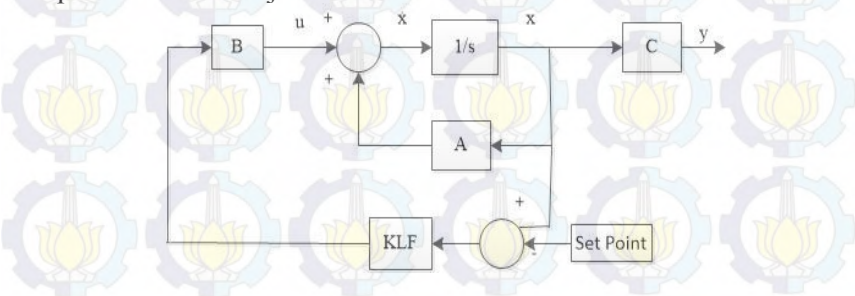 u + x x y
B 1/s C
+
A
+
KLF Set Point
-